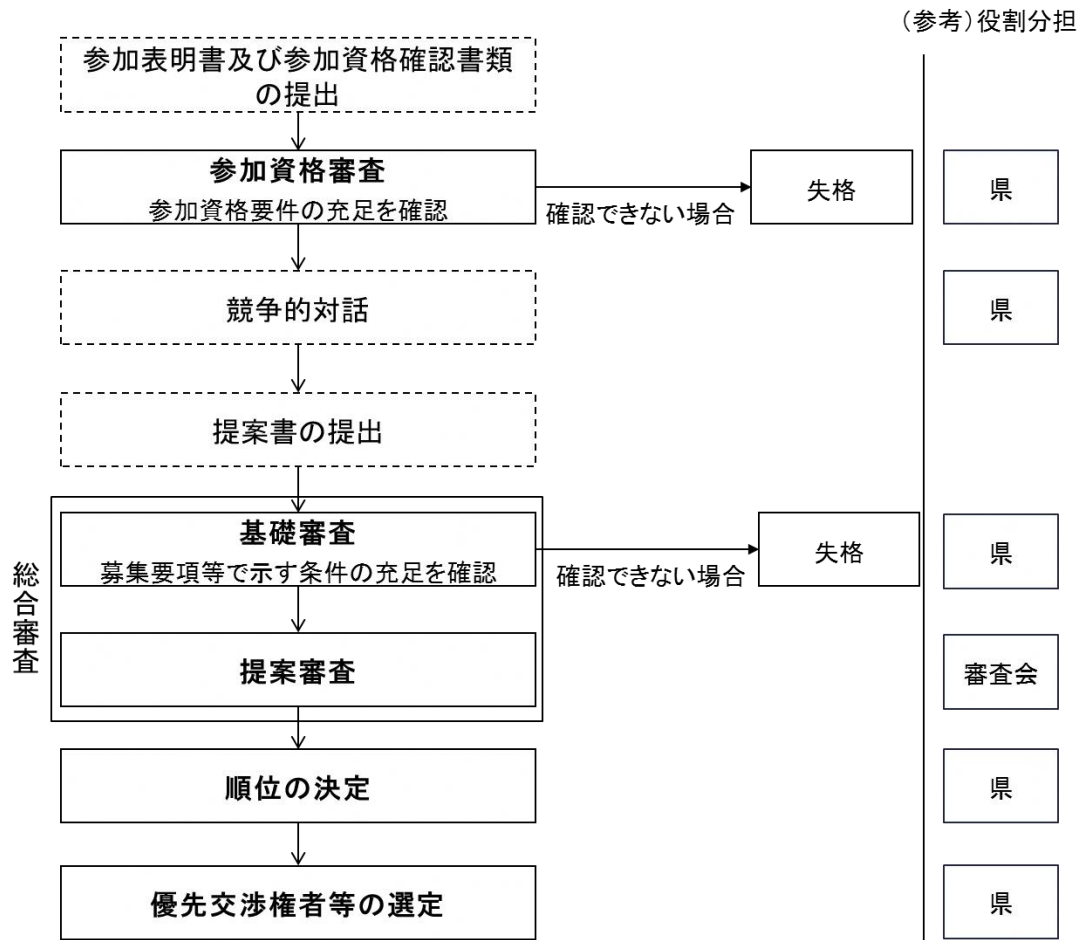 (参考)役割分担
参加表明書及び参加資格確認書類
の提出
参加資格審査
参加資格要件の充足を確認
確認できない場合
失格
県
競争的対話
県
提案書の提出
総合審査
基礎審査
募集要項等で示す条件の充足を確認
確認できない場合
失格
県
提案審査
審査会
順位の決定
県
優先交渉権者等の選定
県